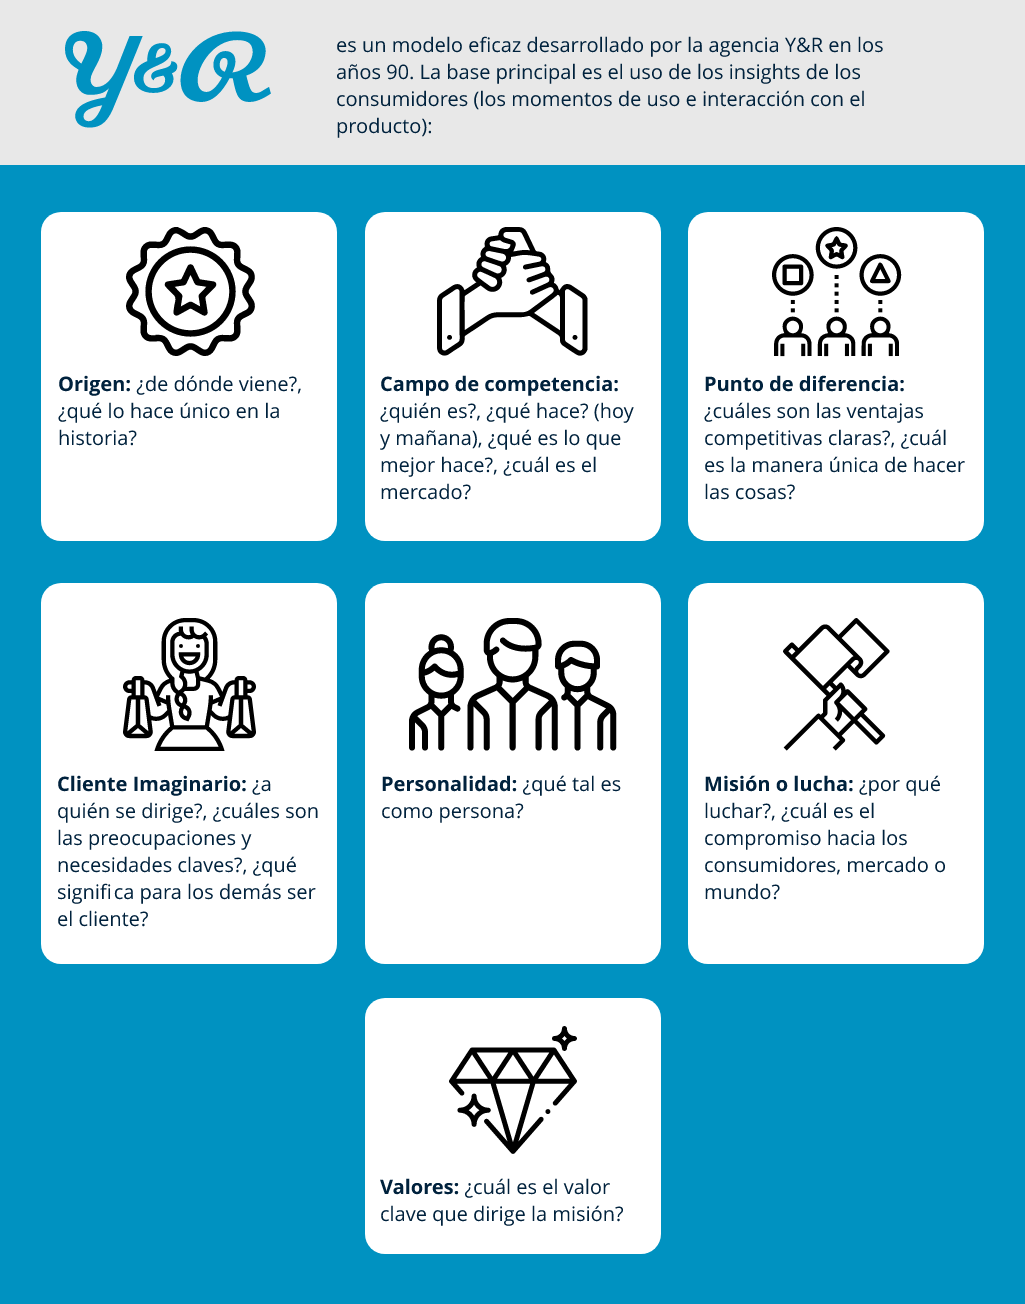 Y&R
es un modelo eficaz desarrollado por la agencia Y&R en los
años 90. La base principal es el uso de los insights de los
consumidores (los momentos de uso e interacción con el
producto):
Origen: ¿de dónde viene?,
¿qué lo hace único en la
historia?
Campo de competencia:
¿quién es?, ¿qué hace? (hoy
y mañana), ¿qué es lo que
mejor hace?, ¿cuál es el
mercado?
Punto de diferencia:
¿cuáles son las ventajas
competitivas claras?, ¿cuál
es la manera única de hacer
las cosas?
Cliente Imaginario: ¿a
quién se dirige?, ¿cuáles son
las preocupaciones y
necesidades claves?, ¿qué
significa para los demás ser
el cliente?
Personalidad: ¿qué tal es
como persona?
Misión o lucha: ¿por qué
luchar?, ¿cuál es el
compromiso hacia los
consumidores, mercado o
mundo?
Valores: ¿cuál es el valor
clave que dirige la misión?